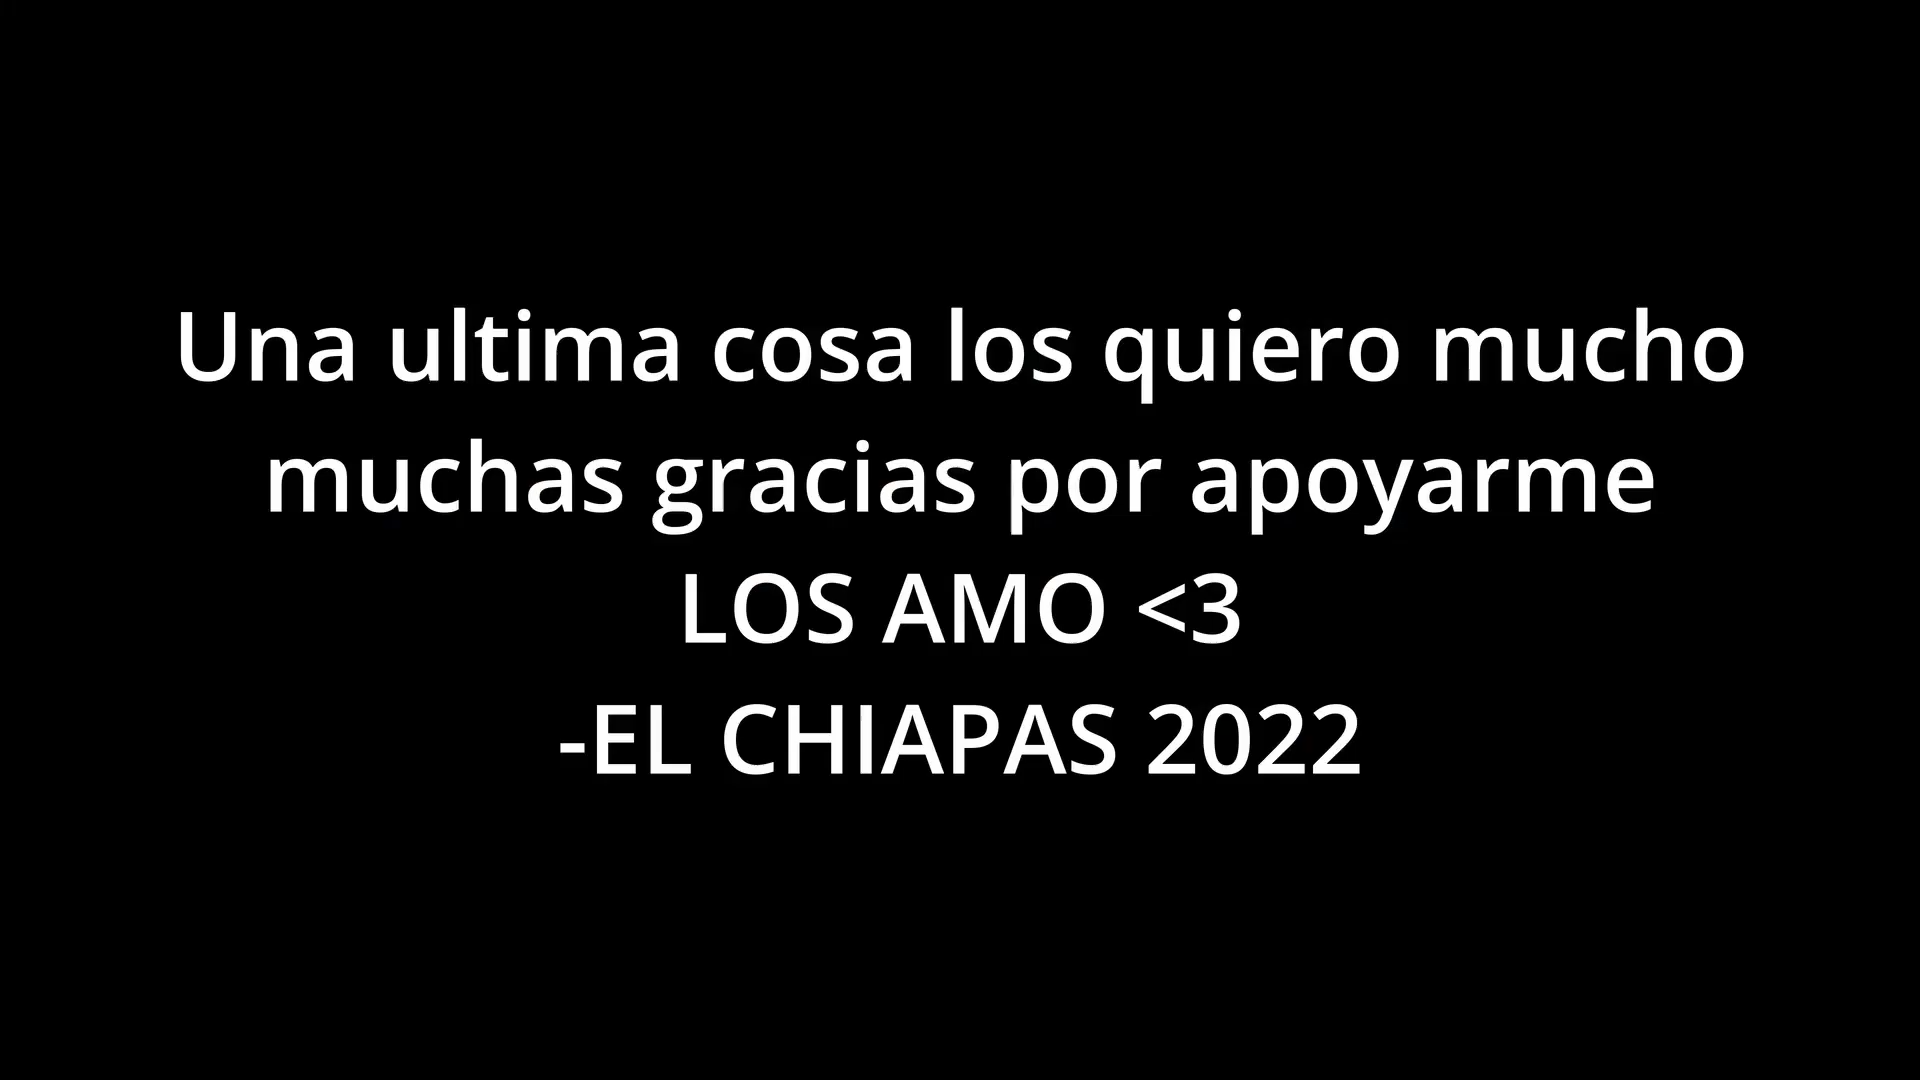 Una ultima cosa los quiero mucho
muchas gracias por apoyarme
LOS AMO <3
-EL CHIAPAS 2022